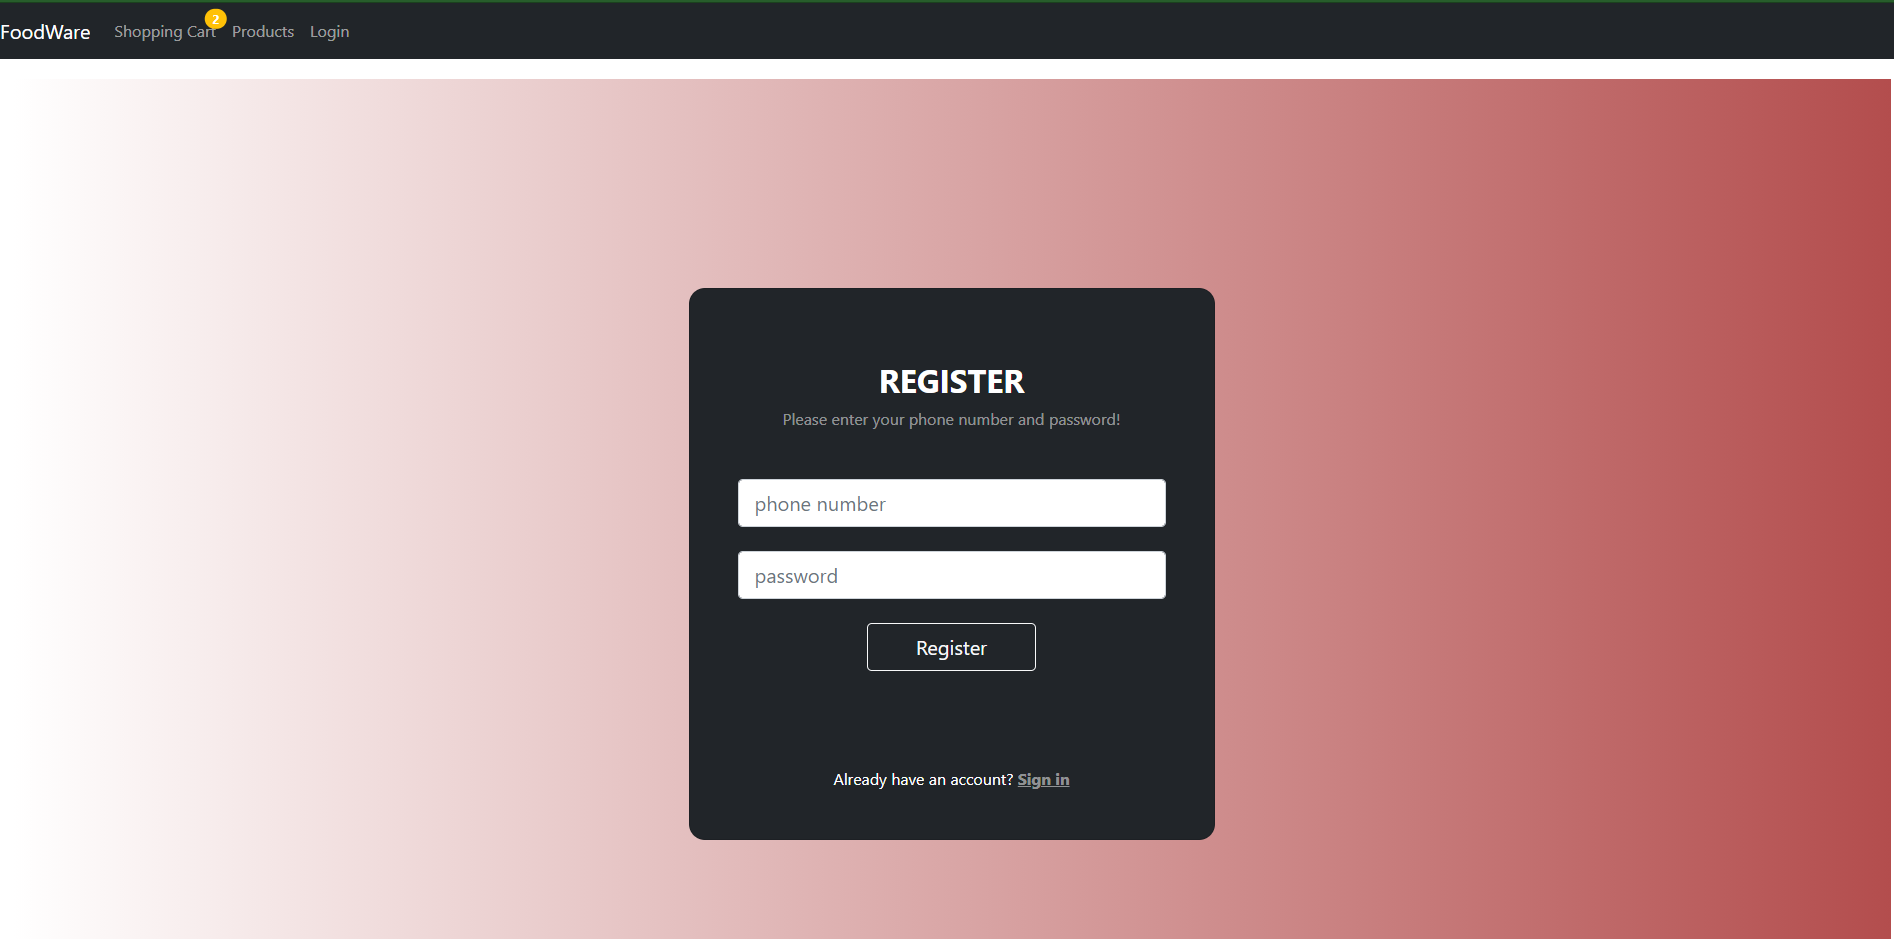 FoodWare Shopping Cart 2 Products Login
REGISTER
Please enter your phone number and password!
phone number
password
Register
Already have an account? Sign in